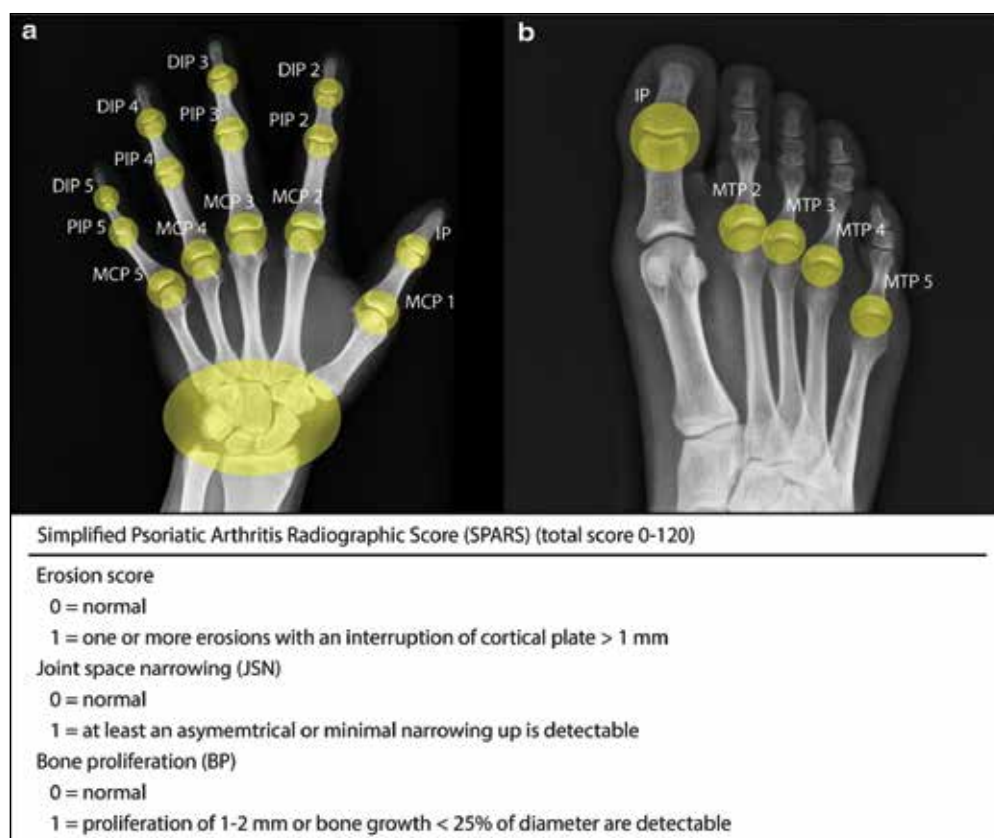 a
b
DIP 3
DIP 2
DIP 4
PIP 3
PIP 2
PIP 4
DIP 5
MCP 3
MCP 2
PIP 5
MCP 4
IP
MCP 5
MCP 1
IP
MTP 2
MTP 3
MTP 4
MTP 5
Simplified Psoriatic Arthritis Radiographic Score (SPARS) (total score 0-120)
Erosion score
0 = normal
1 = one or more erosions with an interruption of cortical plate > 1 mm
Joint space narrowing (JSN)
0 = normal
1 = at least an asymemtrical or minimal narrowing up is detectable
Bone proliferation (BP)
0 = normal
1 = proliferation of 1-2 mm or bone growth < 25% of diameter are detectable